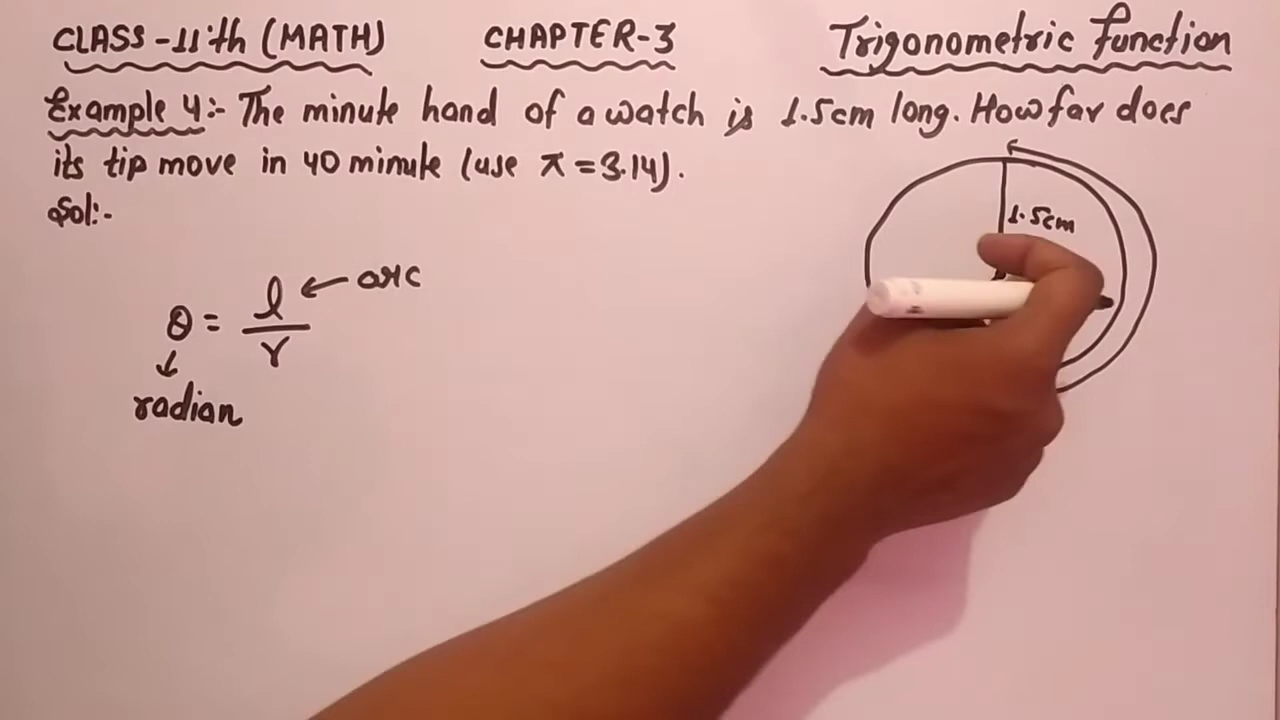 CLASS-11th (MATH) CHAPTER-3 Trigonometric Function
Example 4:- The minute hand of a watch is 1.5cm long. How far does
its tip move in 40 minute (use π = 3.14).
Sol:-
1.5cm
θ = l/r ← arc
↓
radian